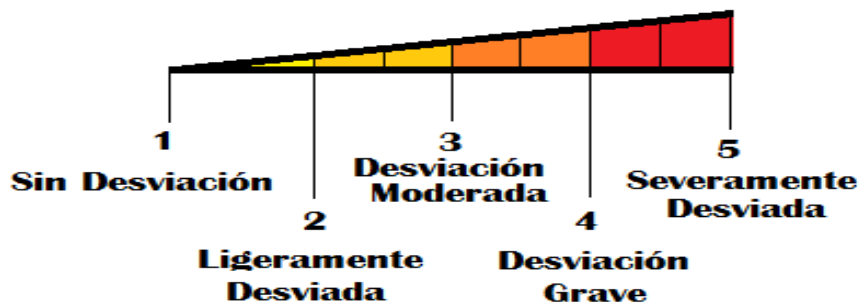 1
Sin Desviación
2
Ligeramente
Desviada
3
Desviación
Moderada
4
Desviación
Grave
5
Severamente
Desviada